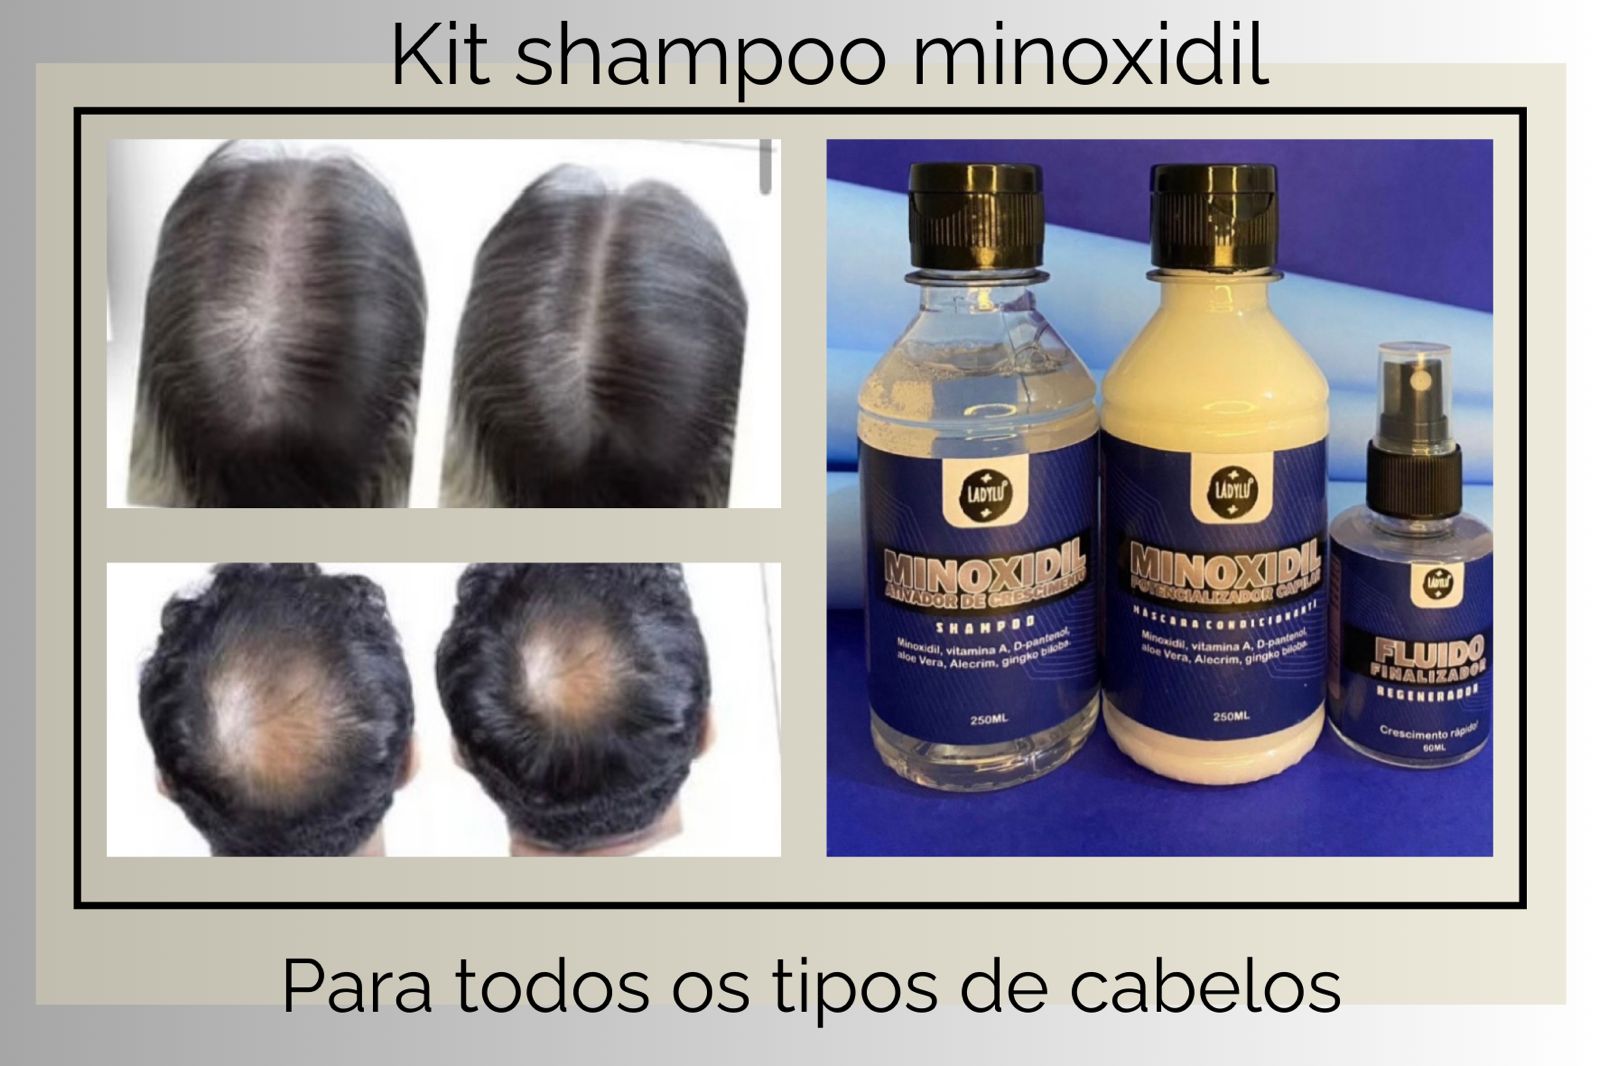 Kit shampoo minoxidil
LADYLU
MINOXIDIL
ATIVADOR DE CRESCIMENTO
SHAMPOO
Minoxidil, vitamina A, D-pantenol,
aloe Vera, Alecrim, gingko biloba.
250ML
LADYLU
MINOXIDIL
POTENCIALIZADOR CAPILAR
MÁSCARA CONDICIONANTE
Minoxidil, vitamina A, D-pantenol,
aloe Vera, Alecrim, gingko biloba.
250ML
LADYLU
FLUIDO
FINALIZADOR
REGENERADOR
Crescimento rápido!
60ML
Para todos os tipos de cabelos